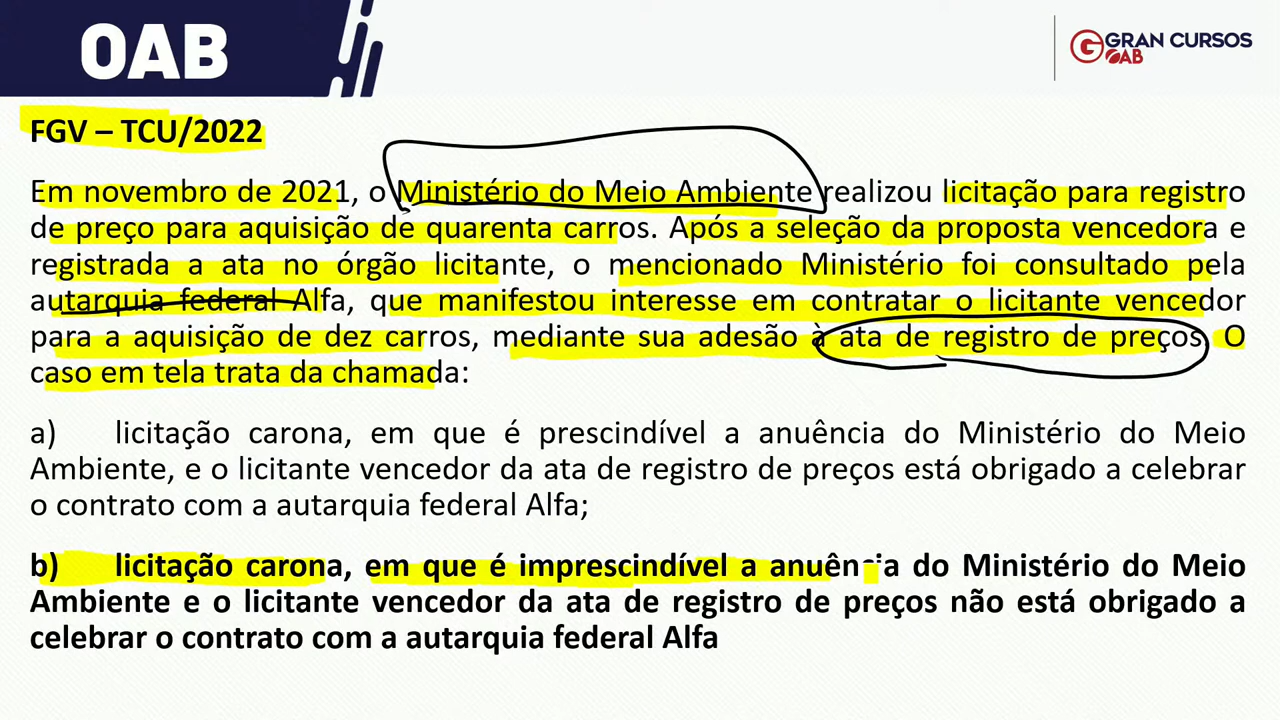 OAB
GRAN CURSOS
OAB
FGV – TCU/2022
Em novembro de 2021, o Ministério do Meio Ambiente realizou licitação para registro
de preço para aquisição de quarenta carros. Após a seleção da proposta vencedora e
registrada a ata no órgão licitante, o mencionado Ministério foi consultado pela
autarquia federal Alfa, que manifestou interesse em contratar o licitante vencedor
para a aquisição de dez carros, mediante sua adesão à ata de registro de preços. O
caso em tela trata da chamada:
a) licitação carona, em que é prescindível a anuência do Ministério do Meio
Ambiente, e o licitante vencedor da ata de registro de preços está obrigado a celebrar
o contrato com a autarquia federal Alfa;
b) licitação carona, em que é imprescindível a anuência do Ministério do Meio
Ambiente e o licitante vencedor da ata de registro de preços não está obrigado a
celebrar o contrato com a autarquia federal Alfa